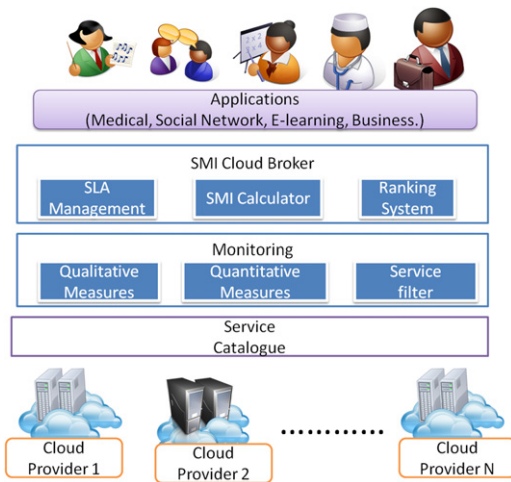 Applications
(Medical, Social Network, E-learning, Business.)
SMI Cloud Broker
SLA
Management
SMI Calculator
Ranking
System
Monitoring
Qualitative
Measures
Quantitative
Measures
Service
filter
Service
Catalogue
Cloud
Provider 1
Cloud
Provider 2
............
Cloud
Provider N